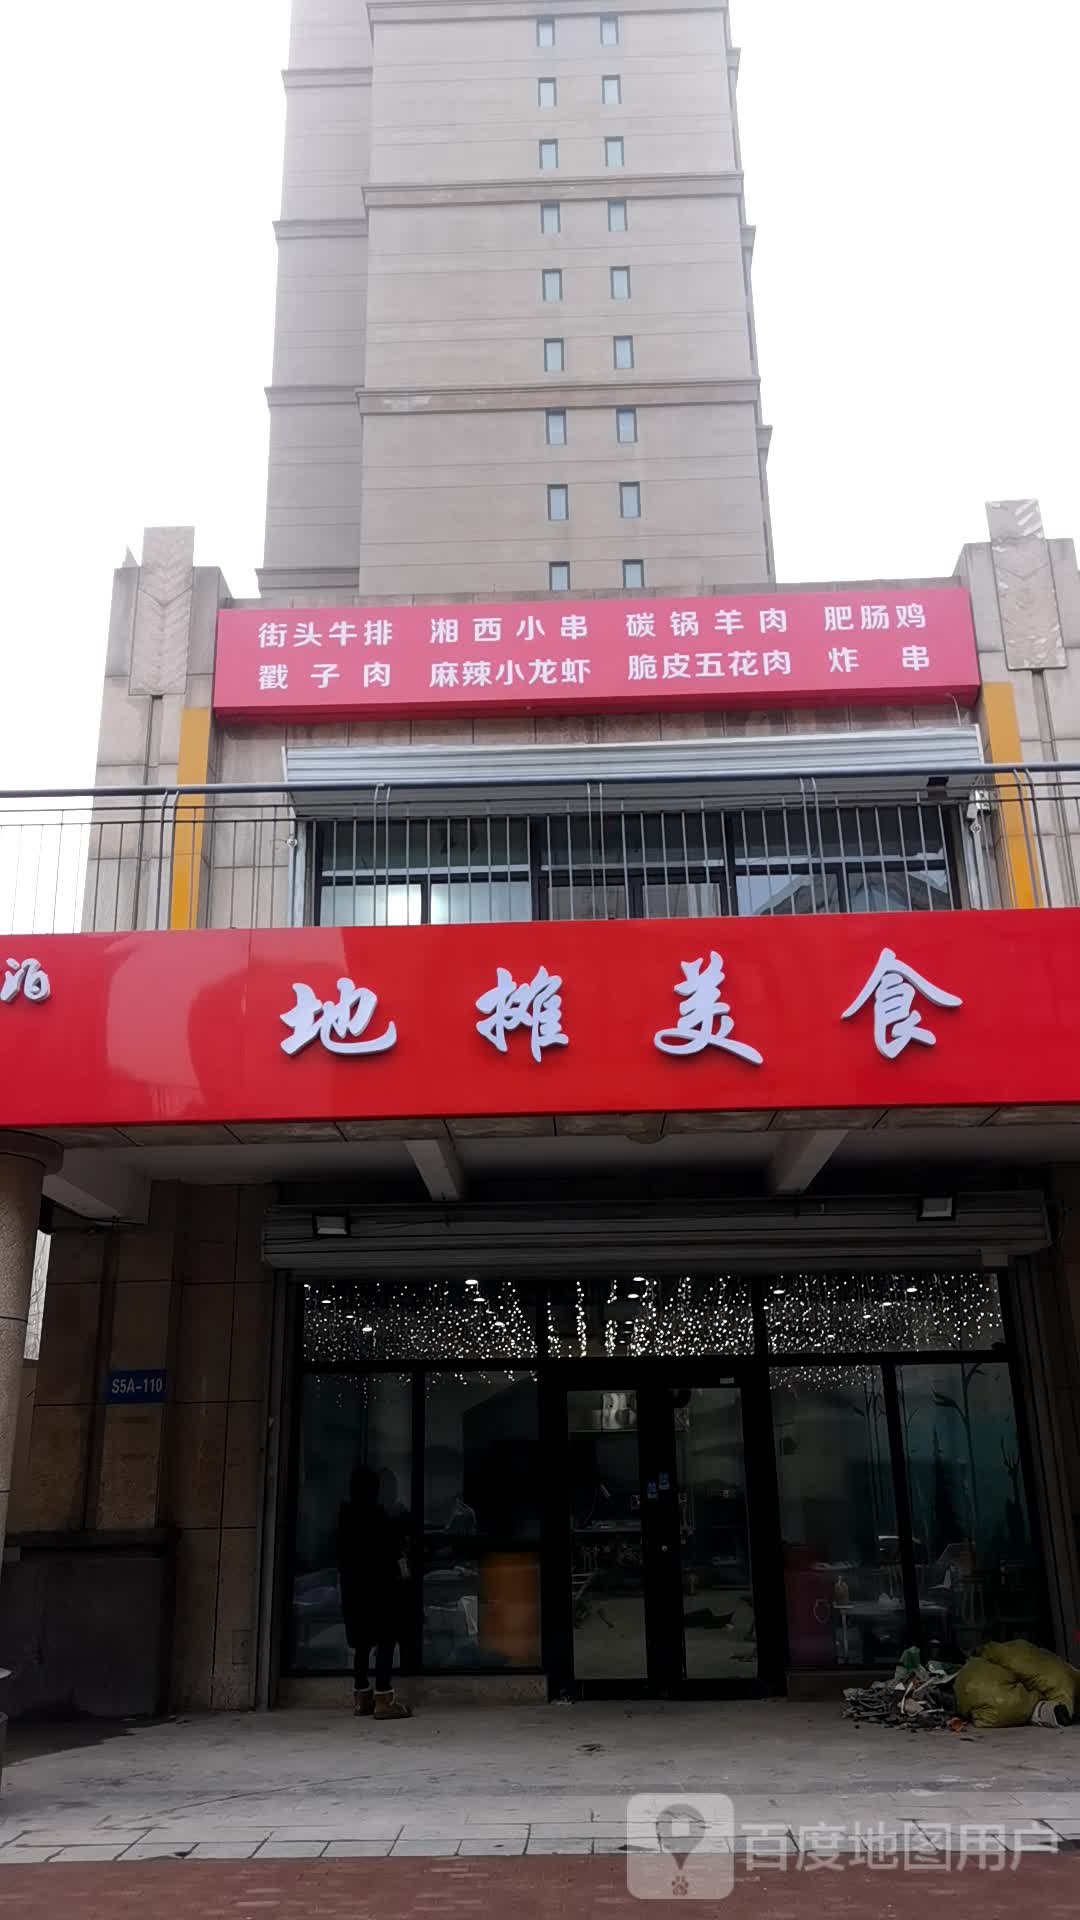 街头牛排 湘西小串 碳锅羊肉 肥肠鸡
戳子肉 麻辣小龙虾 脆皮五花肉 炸串
泊 地摊美食
S5A-110
百度地图用户